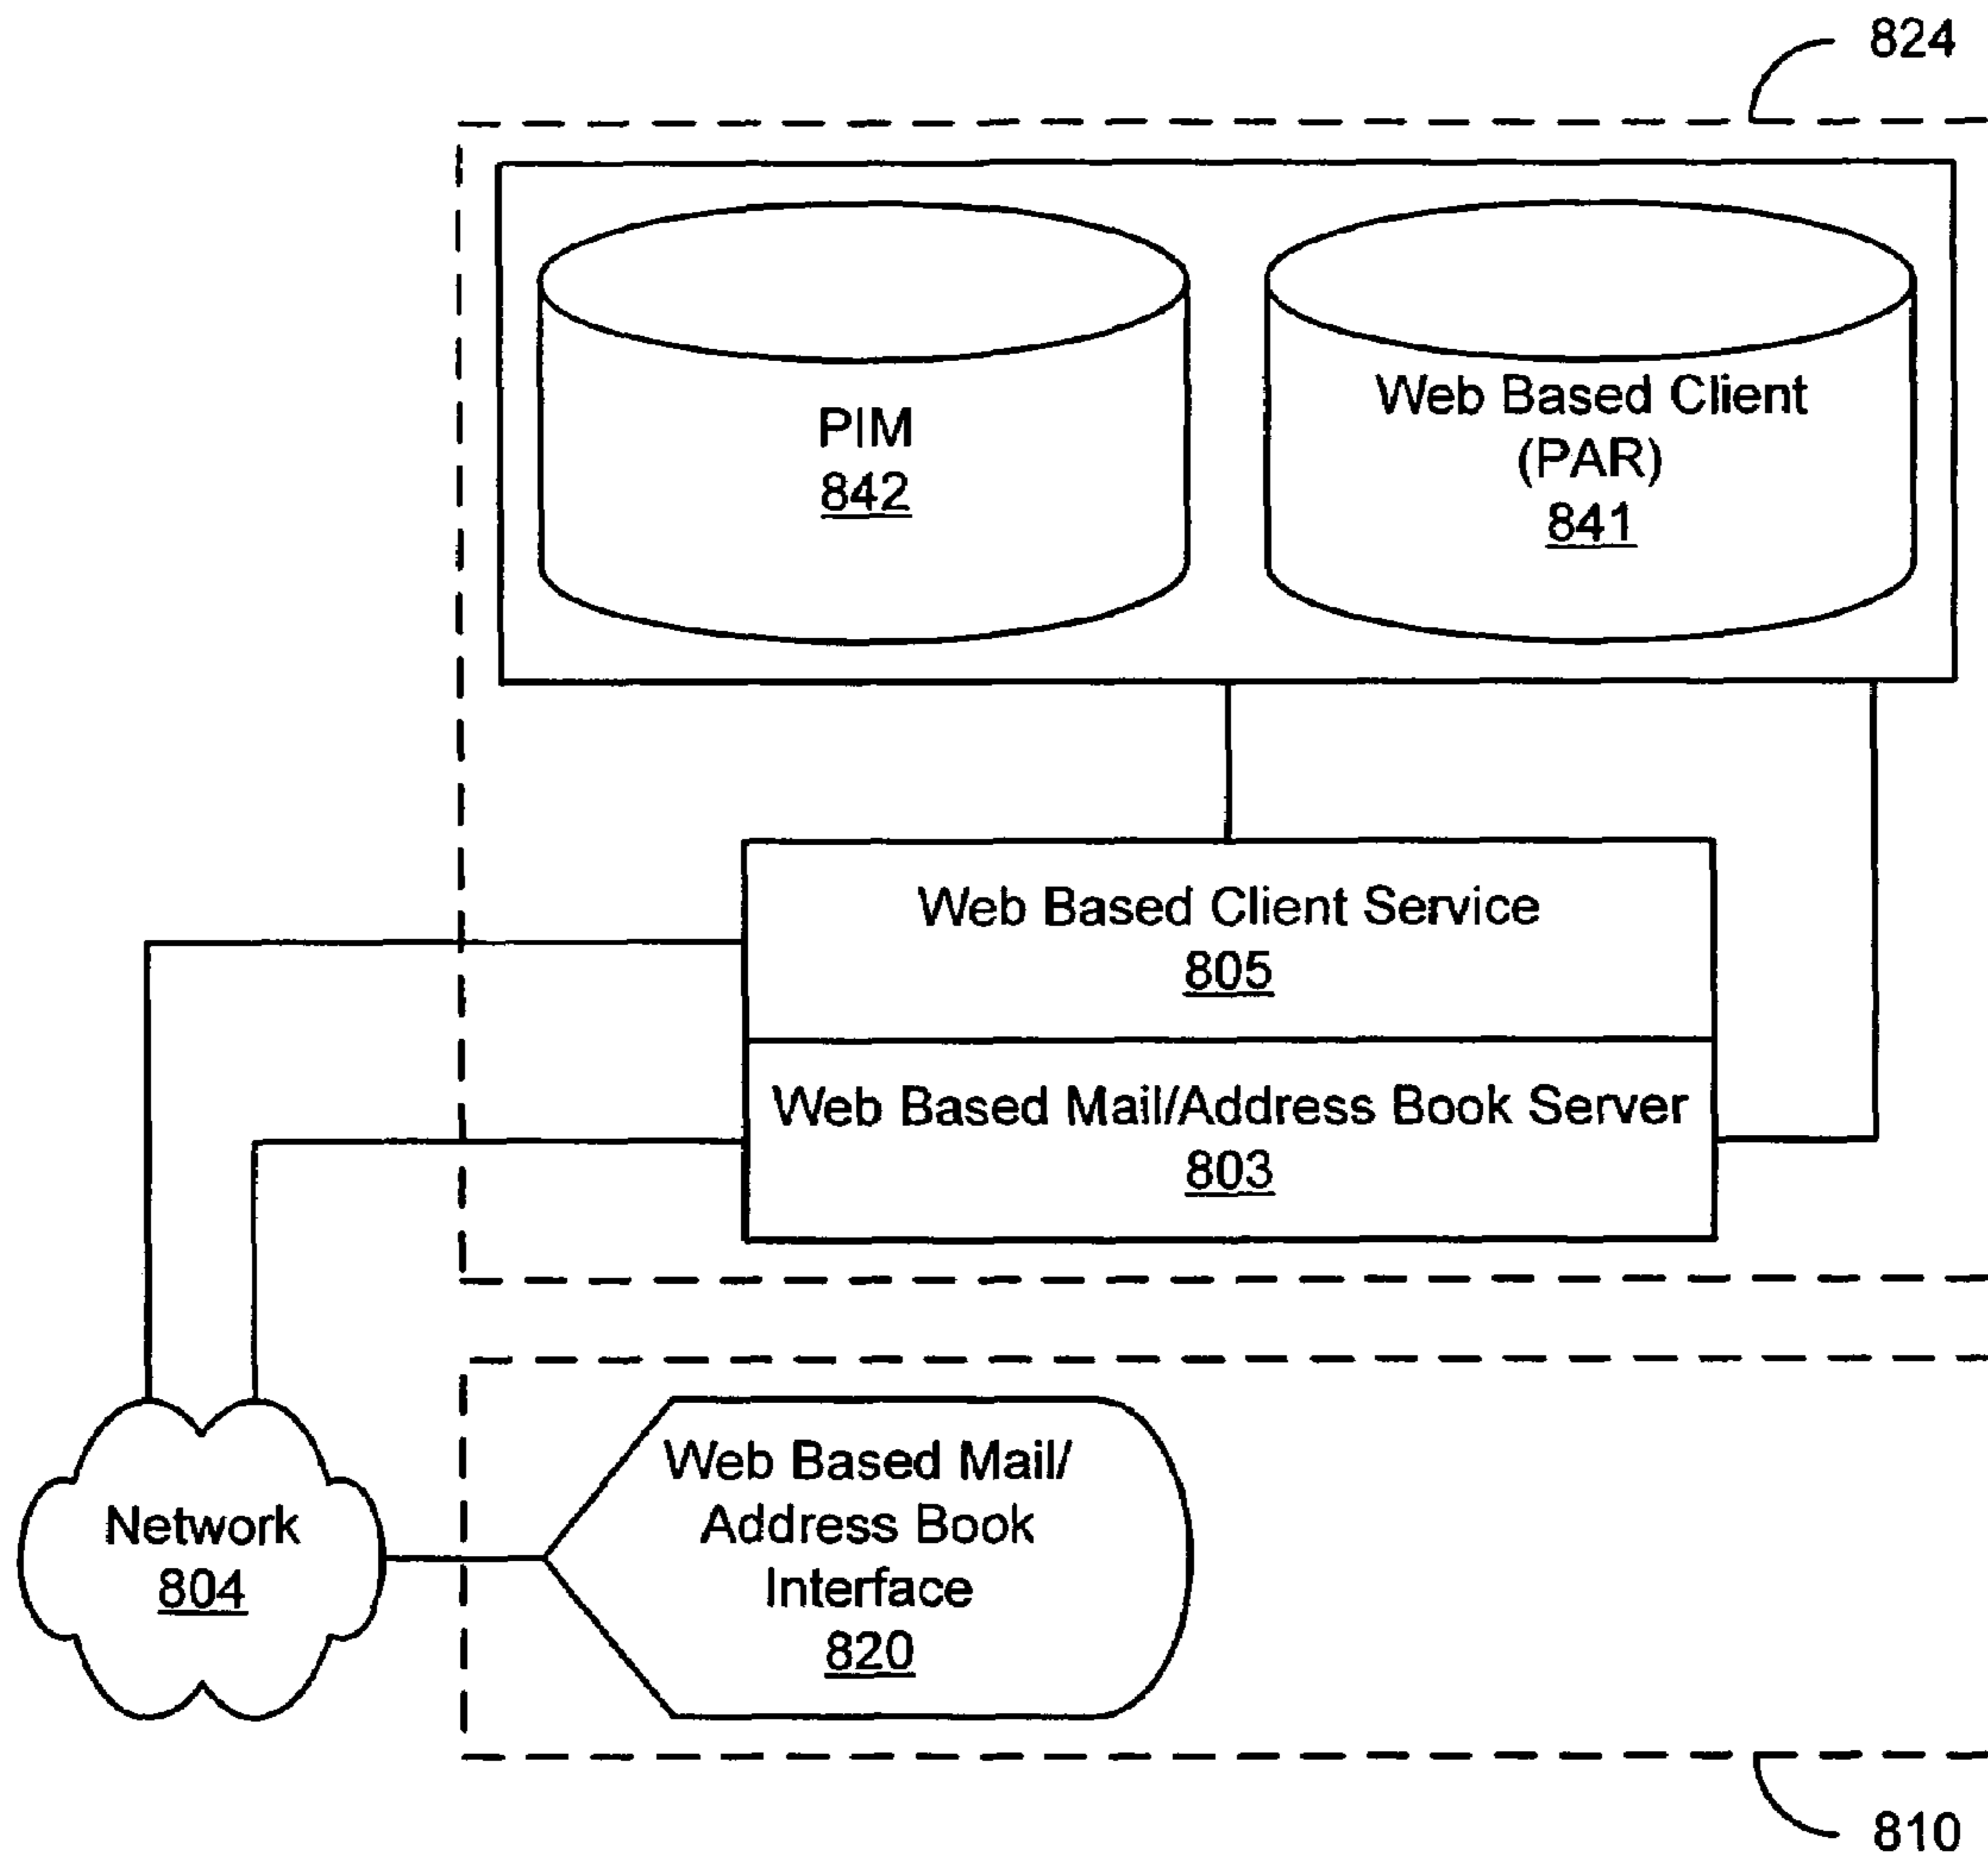 824
PIM
842
Web Based Client
(PAR)
841
Web Based Client Service
805
Web Based Mail/Address Book Server
803
Network
804
Web Based Mail/
Address Book
Interface
820
810